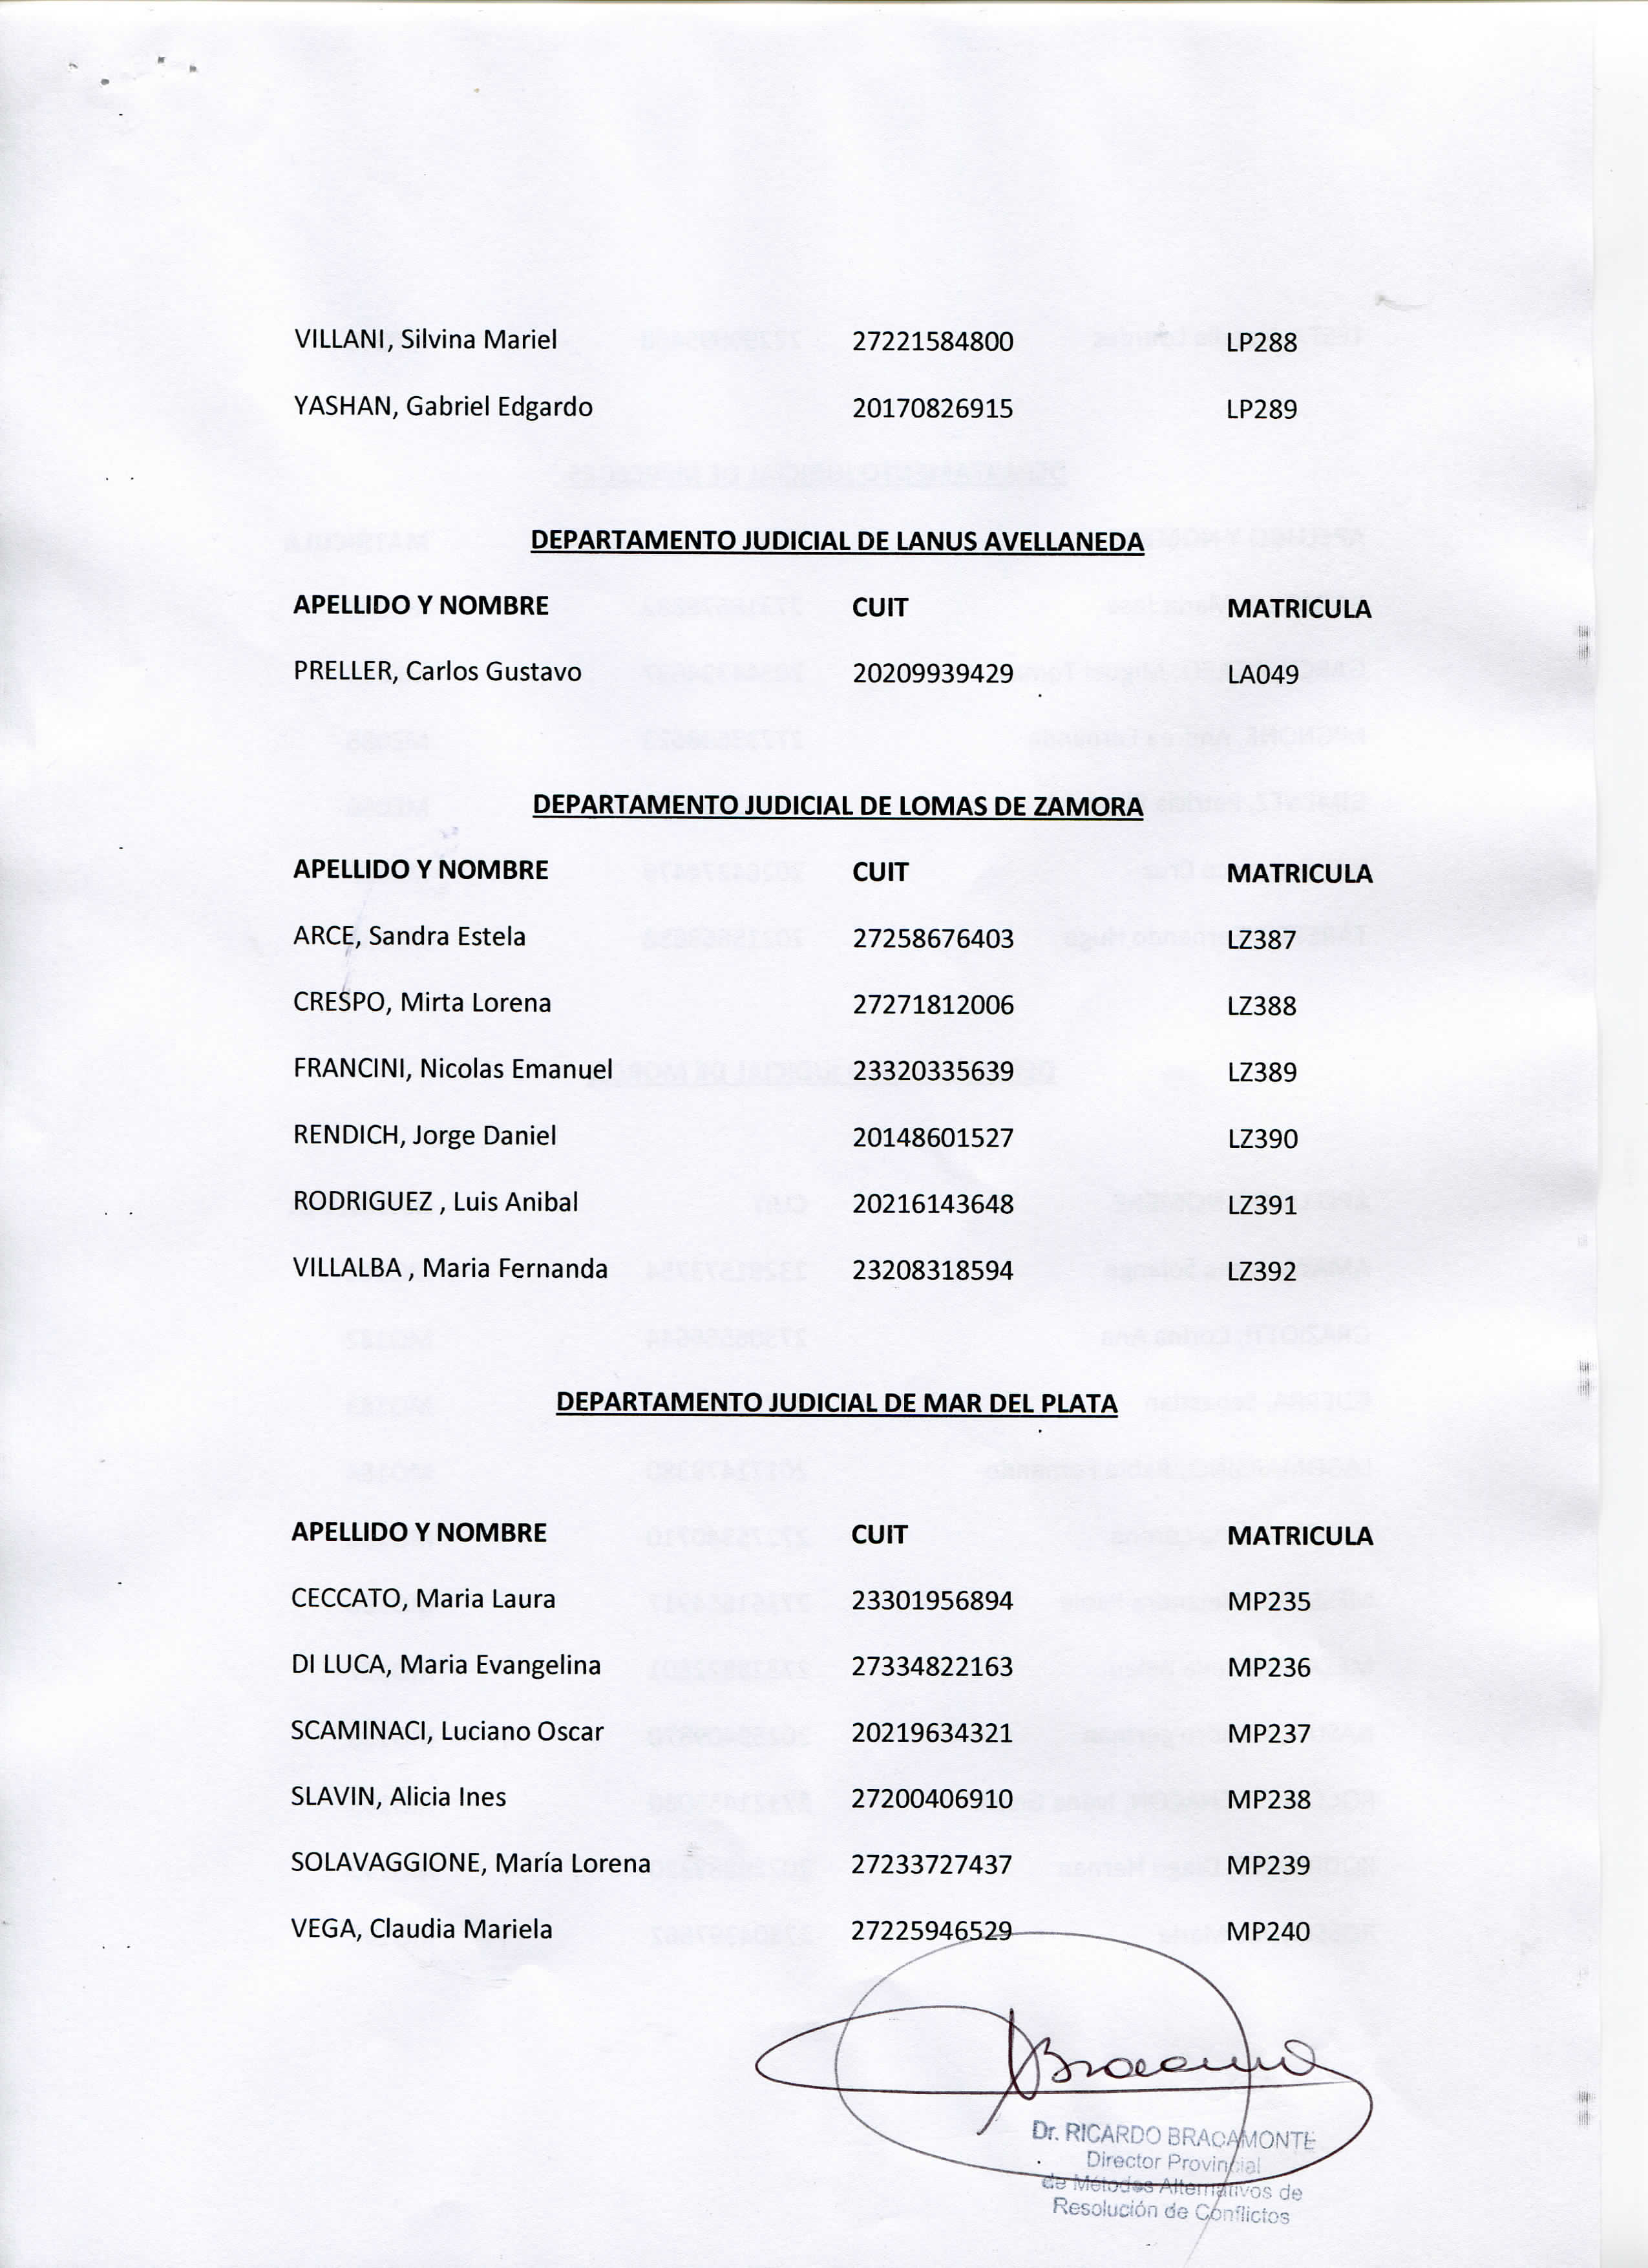 VILLANI, Silvina Mariel 27221584800 LP288
YASHAN, Gabriel Edgardo 20170826915 LP289
DEPARTAMENTO JUDICIAL DE LANUS AVELLANEDA
APELLIDO Y NOMBRE CUIT MATRICULA
PRELLER, Carlos Gustavo 20209939429 LA049
DEPARTAMENTO JUDICIAL DE LOMAS DE ZAMORA
APELLIDO Y NOMBRE CUIT MATRICULA
ARCE, Sandra Estela 27258676403 LZ387
CRESPO, Mirta Lorena 27271812006 LZ388
FRANCINI, Nicolas Emanuel 23320335639 LZ389
RENDICH, Jorge Daniel 20148601527 LZ390
RODRIGUEZ , Luis Anibal 20216143648 LZ391
VILLALBA , Maria Fernanda 23208318594 LZ392
DEPARTAMENTO JUDICIAL DE MAR DEL PLATA
APELLIDO Y NOMBRE CUIT MATRICULA
CECCATO, Maria Laura 23301956894 MP235
DI LUCA, Maria Evangelina 27334822163 MP236
SCAMINACI, Luciano Oscar 20219634321 MP237
SLAVIN, Alicia Ines 27200406910 MP238
SOLAVAGGIONE, María Lorena 27233727437 MP239
VEGA, Claudia Mariela 27225946529 MP240
Dr. RICARDO BRACAMONTE
Director Provincial
de Métodos Alternativos de
Resolución de Conflictos